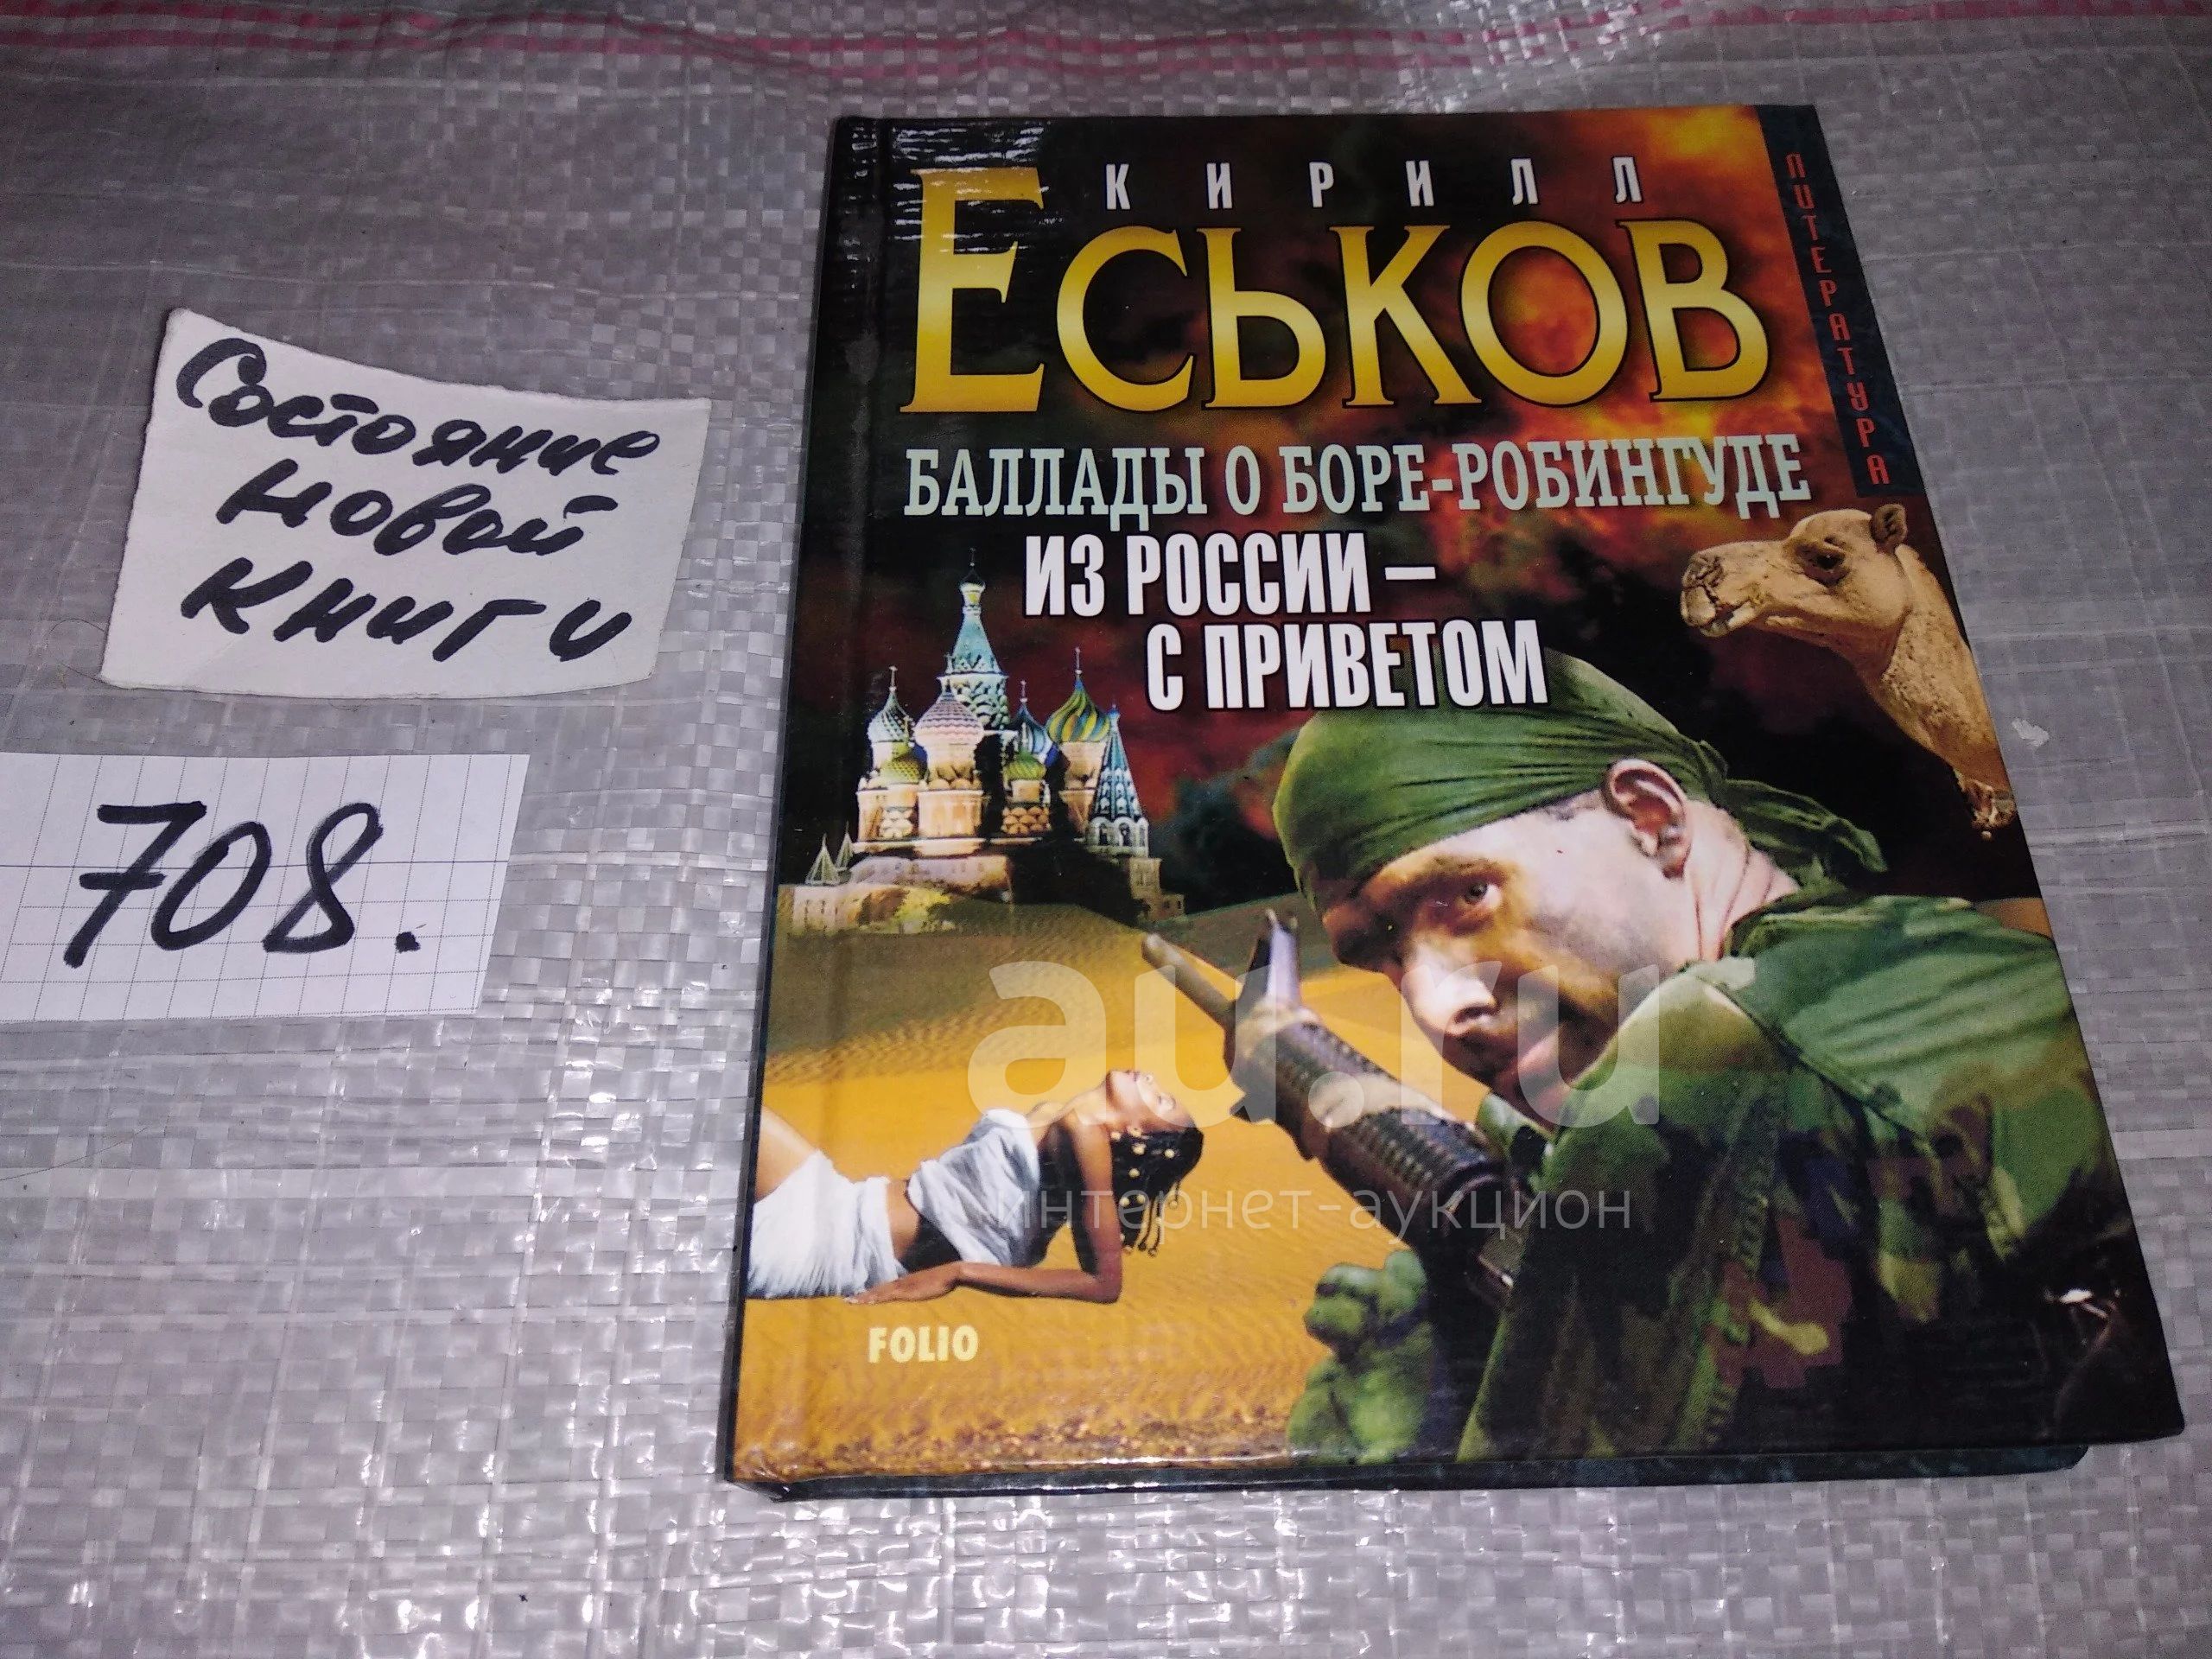 Состояние
новой
книги
708.
КИРИЛЛ
ЕСЬКОВ
БАЛЛАДЫ О БОРЕ-РОБИНГУДЕ
ИЗ РОССИИ –
С ПРИВЕТОМ
ЛИТЕРАТУРА
au.ru
интернет-аукцион
FOLIO